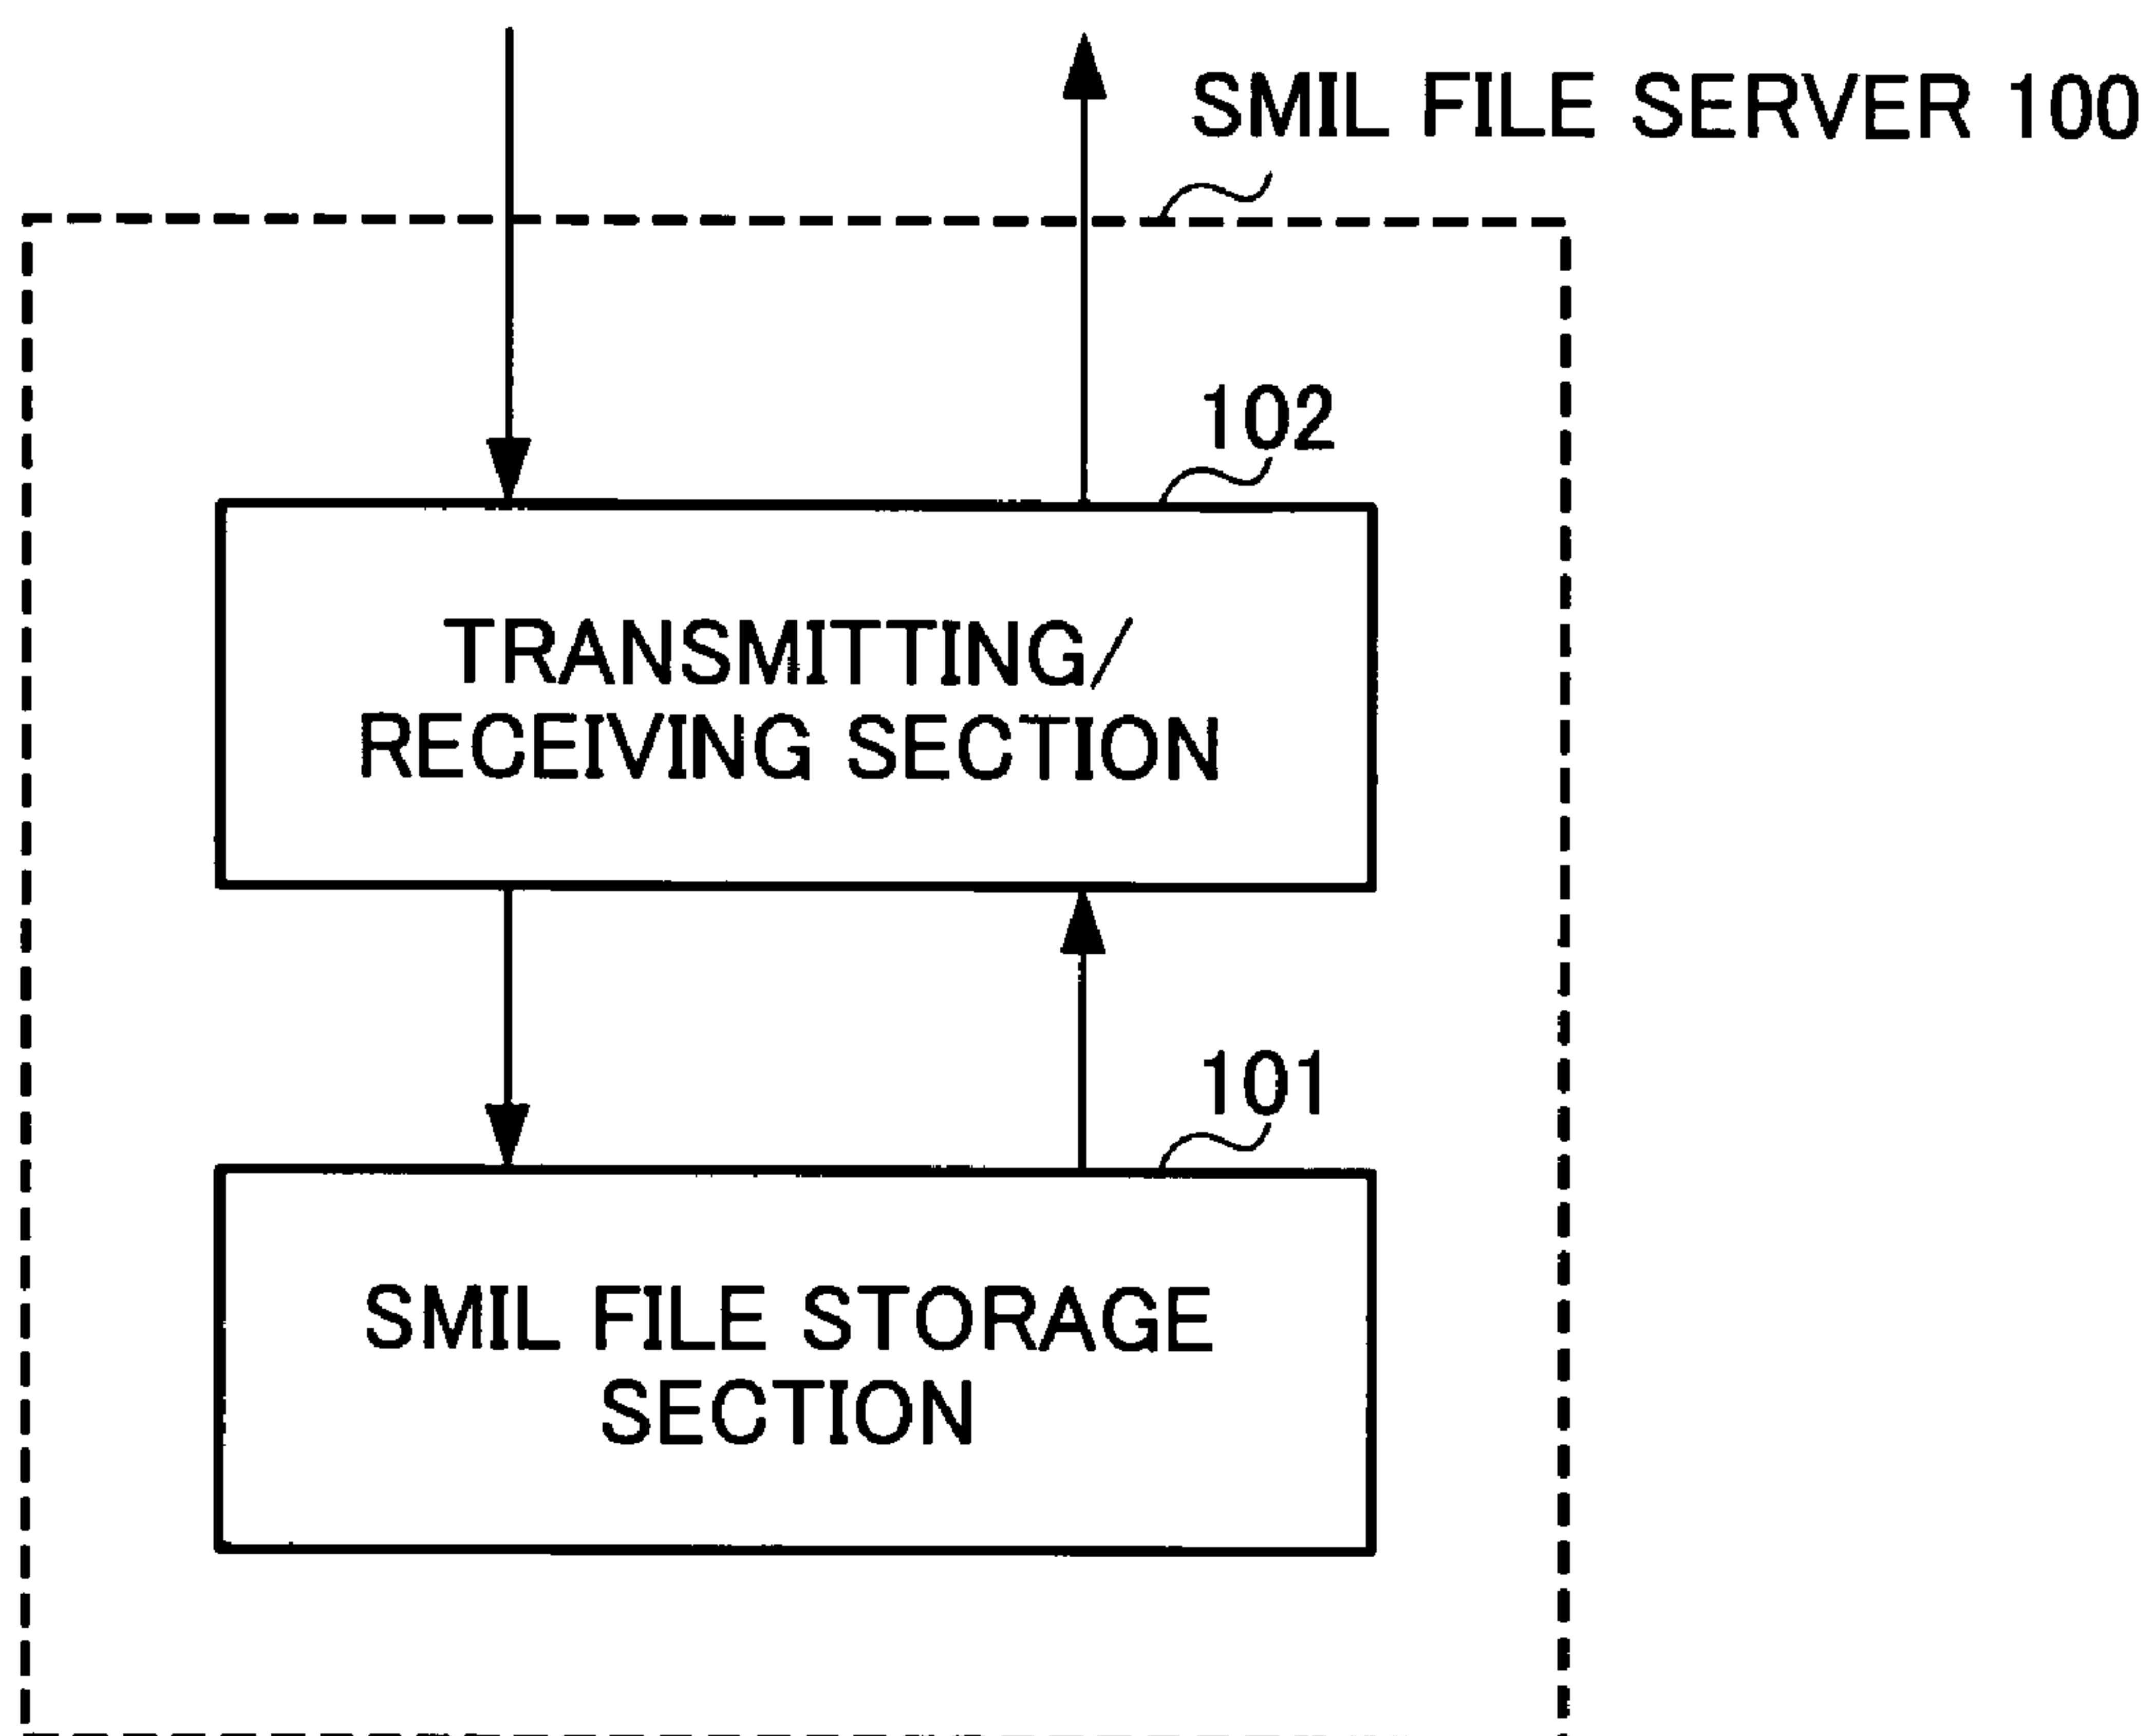 SMIL FILE SERVER 100
102
TRANSMITTING/
RECEIVING SECTION
101
SMIL FILE STORAGE
SECTION